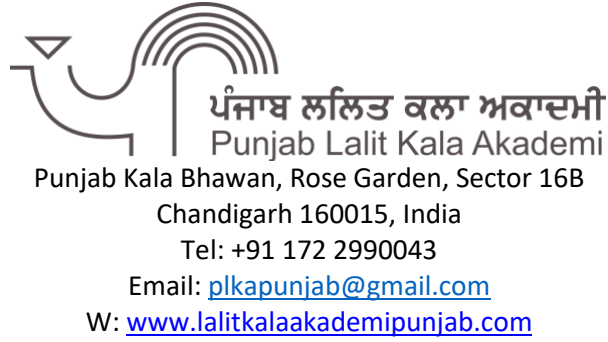 ਪੰਜਾਬ ਲਲਿਤ ਕਲਾ ਅਕਾਦਮੀ
Punjab Lalit Kala Akademi
Punjab Kala Bhawan, Rose Garden, Sector 16B
Chandigarh 160015, India
Tel: +91 172 2990043
Email: plkapunjab@gmail.com
W: www.lalitkalaakademipunjab.com